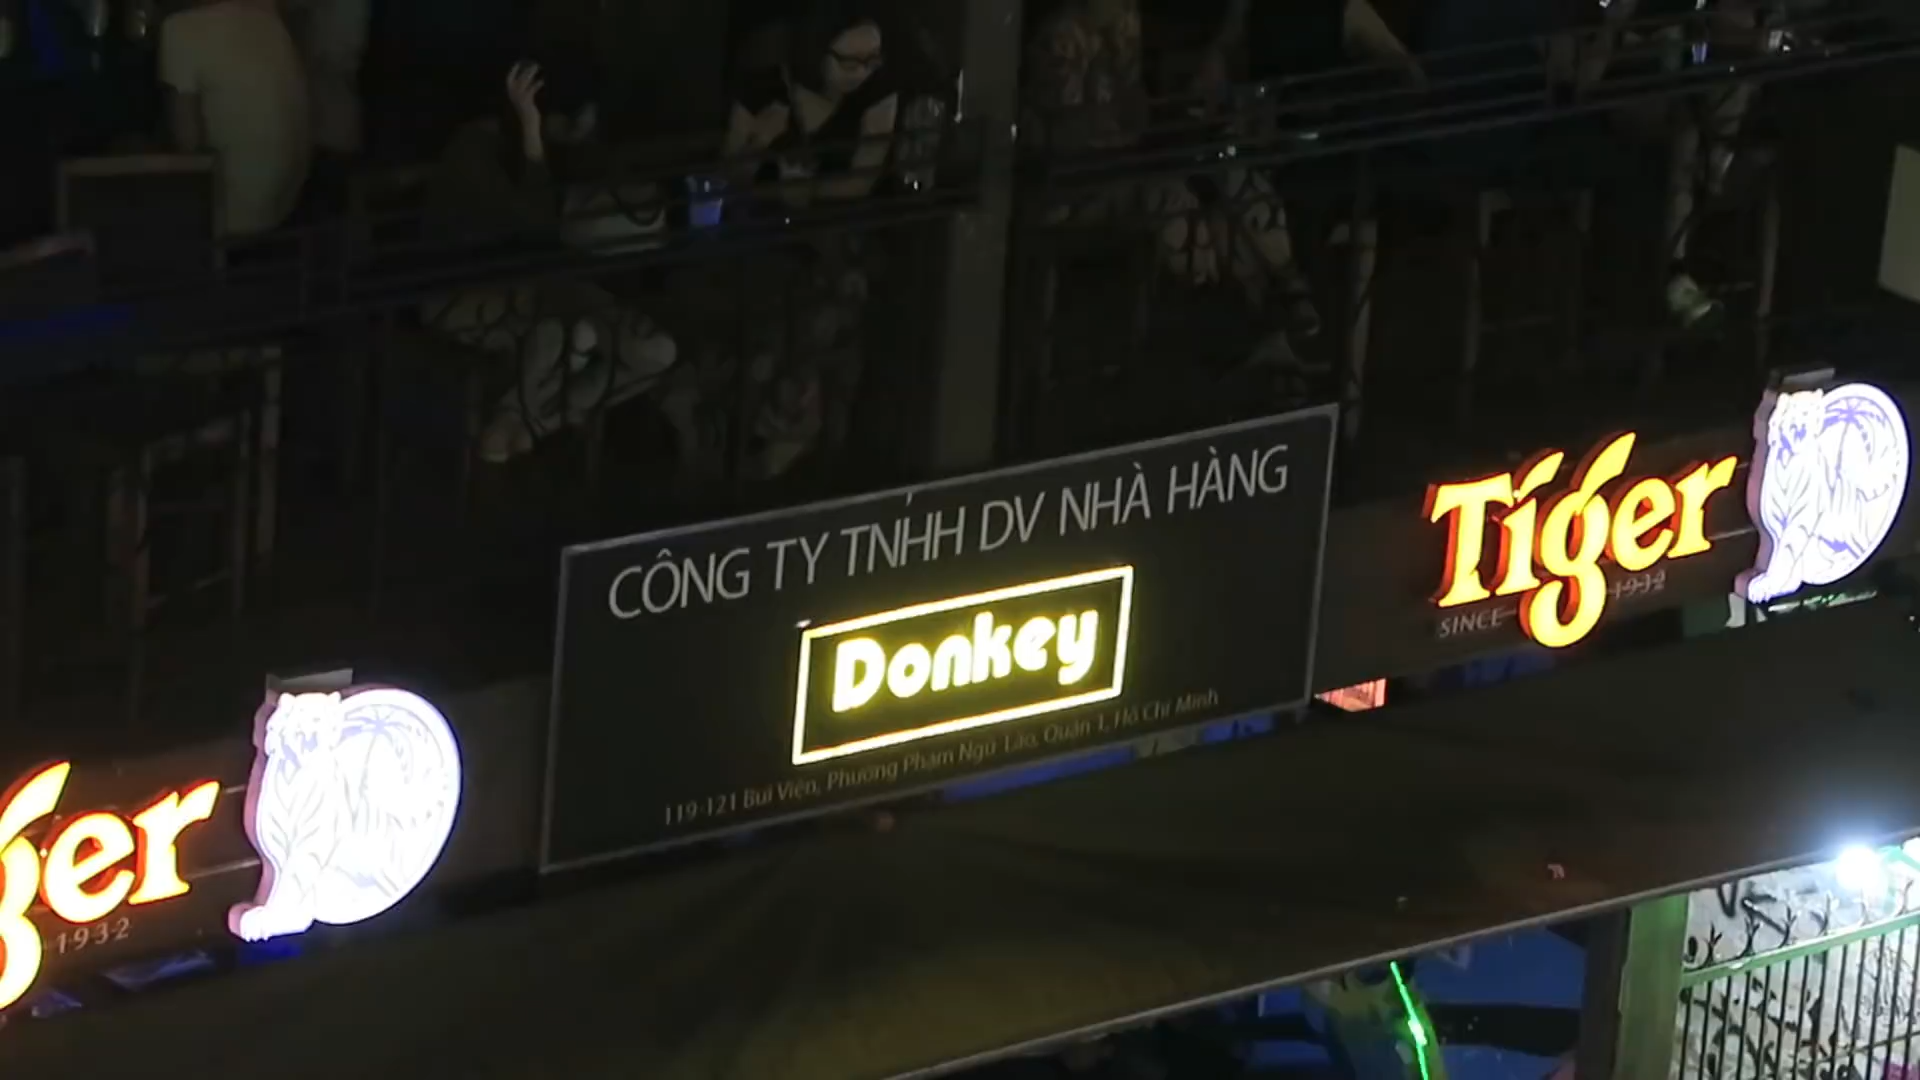 CÔNG TY TNHH DV NHÀ HÀNG
Donkey
119-121 Bùi Viện, Phường Phạm Ngũ Lão, Quận 1, Hồ Chí Minh
Tiger
SINCE 1932
ger
1932